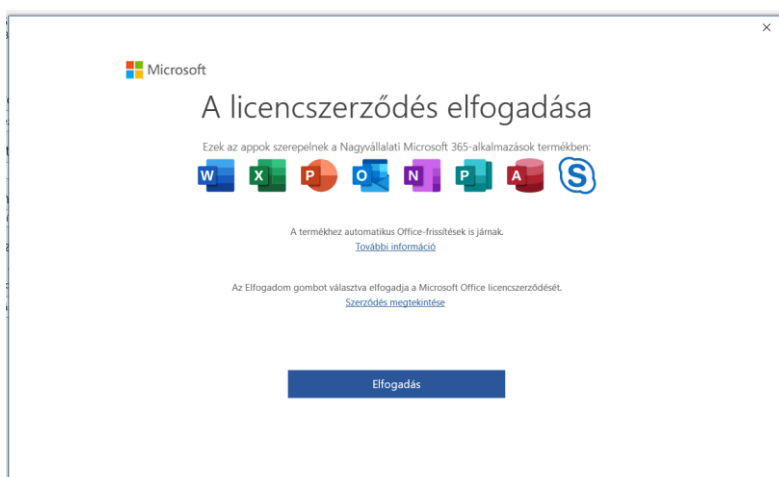 Microsoft
A licencszerződés elfogadása
Ezek az appok szerepelnek a Nagyvállalati Microsoft 365-alkalmazások termékben:
W X P O N P A S
A termékhez automatikus Office-frissítések is járnak.
További információ
Az Elfogadom gombot választva elfogadja a Microsoft Office licencszerződését.
Szerződés megtekintése
Elfogadás